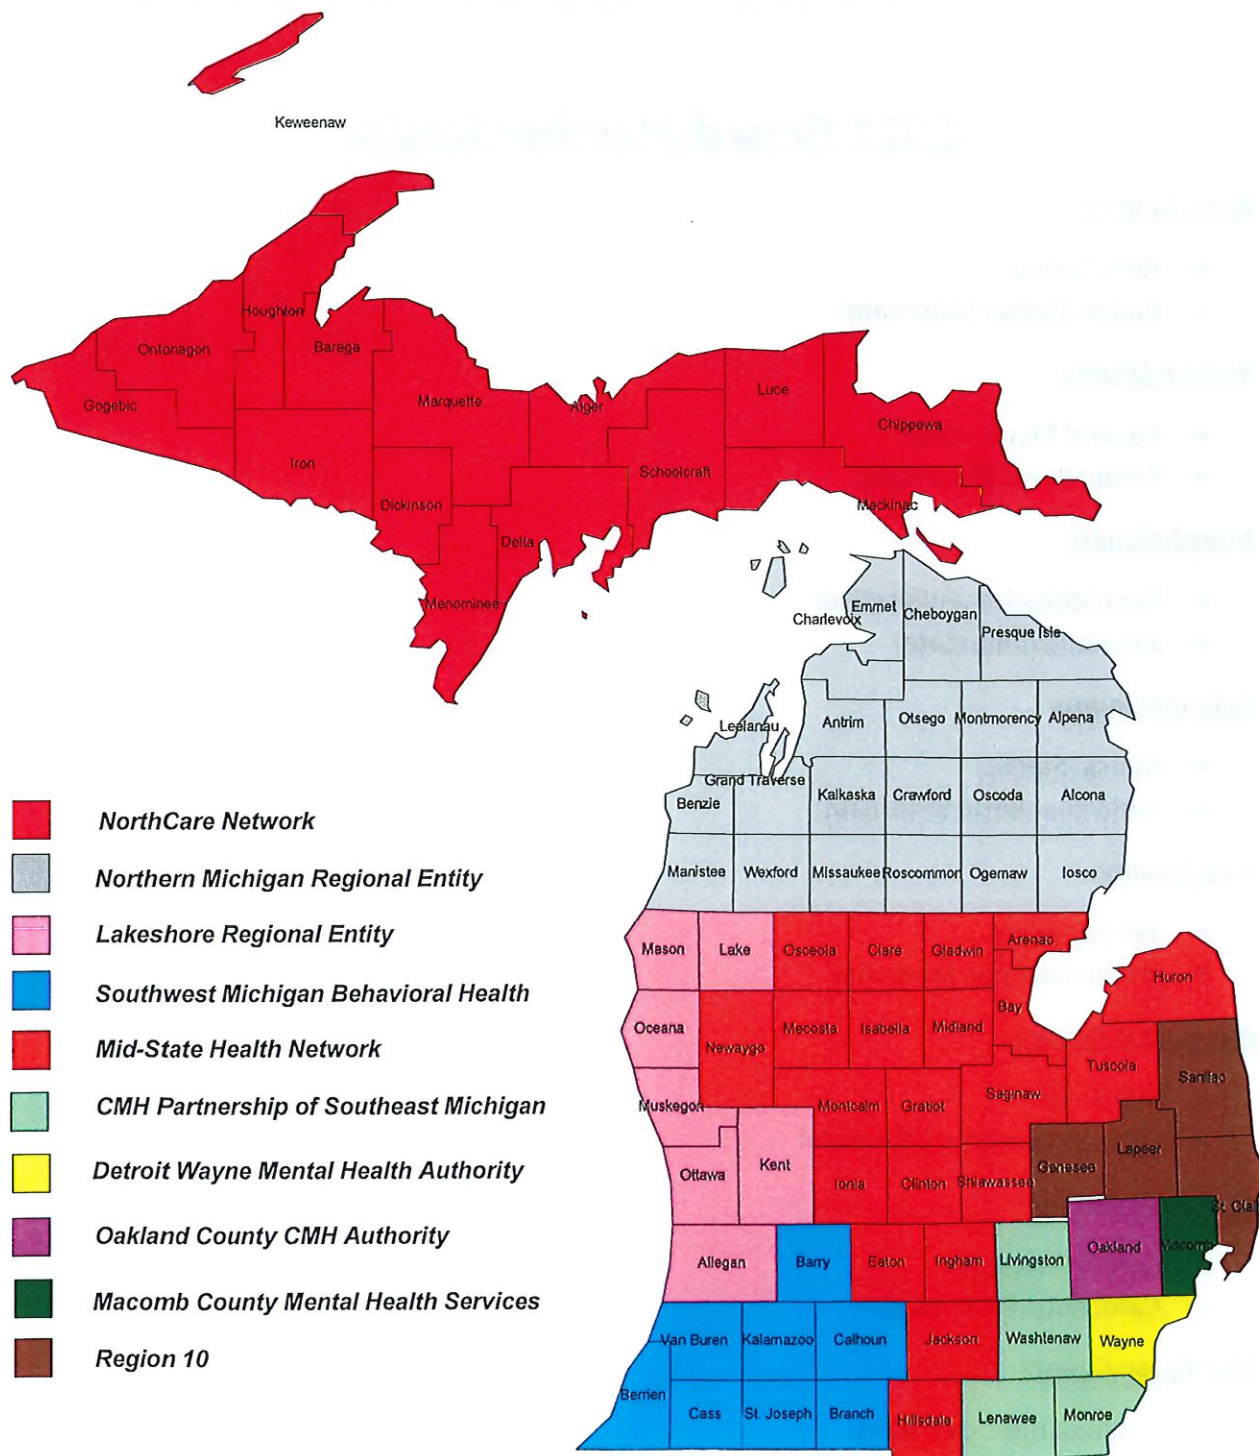 Keweenaw
Houghton
Ontonagon
Baraga
Gogebic
Marquette
Alger
Luce
Chippewa
Iron
Schoolcraft
Dickinson
Mackinac
Delta
Menominee
Emmet
Charlevoix
Cheboygan
Presque Isle
Leelanau
Antrim
Otsego
Montmorency
Alpena
Grand Traverse
Benzie
Kalkaska
Crawford
Oscoda
Alcona
Manistee
Wexford
Missaukee
Roscommon
Ogemaw
Iosco
Mason
Lake
Osceola
Clare
Gladwin
Arenac
Huron
Oceana
Newaygo
Mecosta
Isabella
Midland
Bay
Tuscola
Sanilac
Muskegon
Montcalm
Gratiot
Saginaw
Ottawa
Kent
Ionia
Clinton
Shiawassee
Genesee
Lapeer
St. Clai
Allegan
Barry
Eaton
Ingham
Livingston
Oakland
Macomb
Van Buren
Kalamazoo
Calhoun
Jackson
Washtenaw
Wayne
Berrien
Cass
St. Joseph
Branch
Hillsdale
Lenawee
Monroe
NorthCare Network
Northern Michigan Regional Entity
Lakeshore Regional Entity
Southwest Michigan Behavioral Health
Mid-State Health Network
CMH Partnership of Southeast Michigan
Detroit Wayne Mental Health Authority
Oakland County CMH Authority
Macomb County Mental Health Services
Region 10